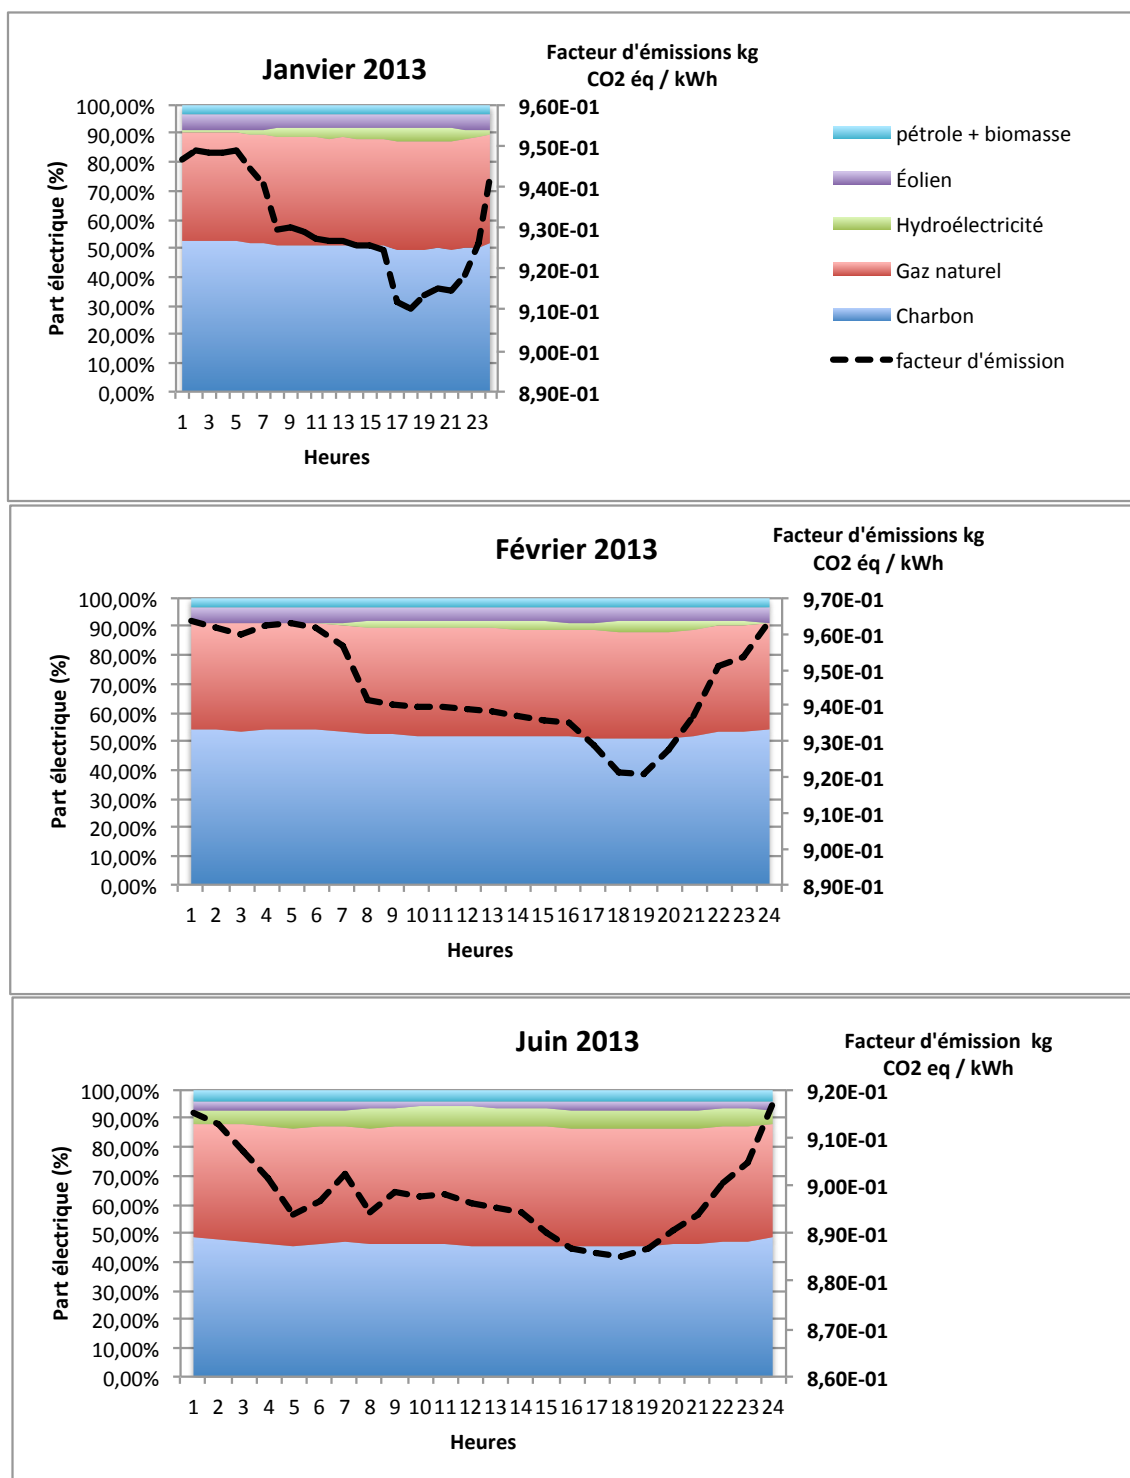 Janvier 2013
Facteur d'émissions kg
CO2 éq / kWh
Part électrique (%)
100,00%
90,00%
80,00%
70,00%
60,00%
50,00%
40,00%
30,00%
20,00%
10,00%
0,00%
9,60E-01
9,50E-01
9,40E-01
9,30E-01
9,20E-01
9,10E-01
9,00E-01
8,90E-01
1 3 5 7 9 11 13 15 17 19 21 23
Heures
pétrole + biomasse
Éolien
Hydroélectricité
Gaz naturel
Charbon
facteur d'émission
Février 2013
Facteur d'émissions kg
CO2 éq / kWh
Part électrique (%)
100,00%
90,00%
80,00%
70,00%
60,00%
50,00%
40,00%
30,00%
20,00%
10,00%
0,00%
9,70E-01
9,60E-01
9,50E-01
9,40E-01
9,30E-01
9,20E-01
9,10E-01
9,00E-01
8,90E-01
1 2 3 4 5 6 7 8 9 10 11 12 13 14 15 16 17 18 19 20 21 22 23 24
Heures
Juin 2013
Facteur d'émission kg
CO2 eq / kWh
Part électrique (%)
100,00%
90,00%
80,00%
70,00%
60,00%
50,00%
40,00%
30,00%
20,00%
10,00%
0,00%
9,20E-01
9,10E-01
9,00E-01
8,90E-01
8,80E-01
8,70E-01
8,60E-01
1 2 3 4 5 6 7 8 9 10 11 12 13 14 15 16 17 18 19 20 21 22 23 24
Heures